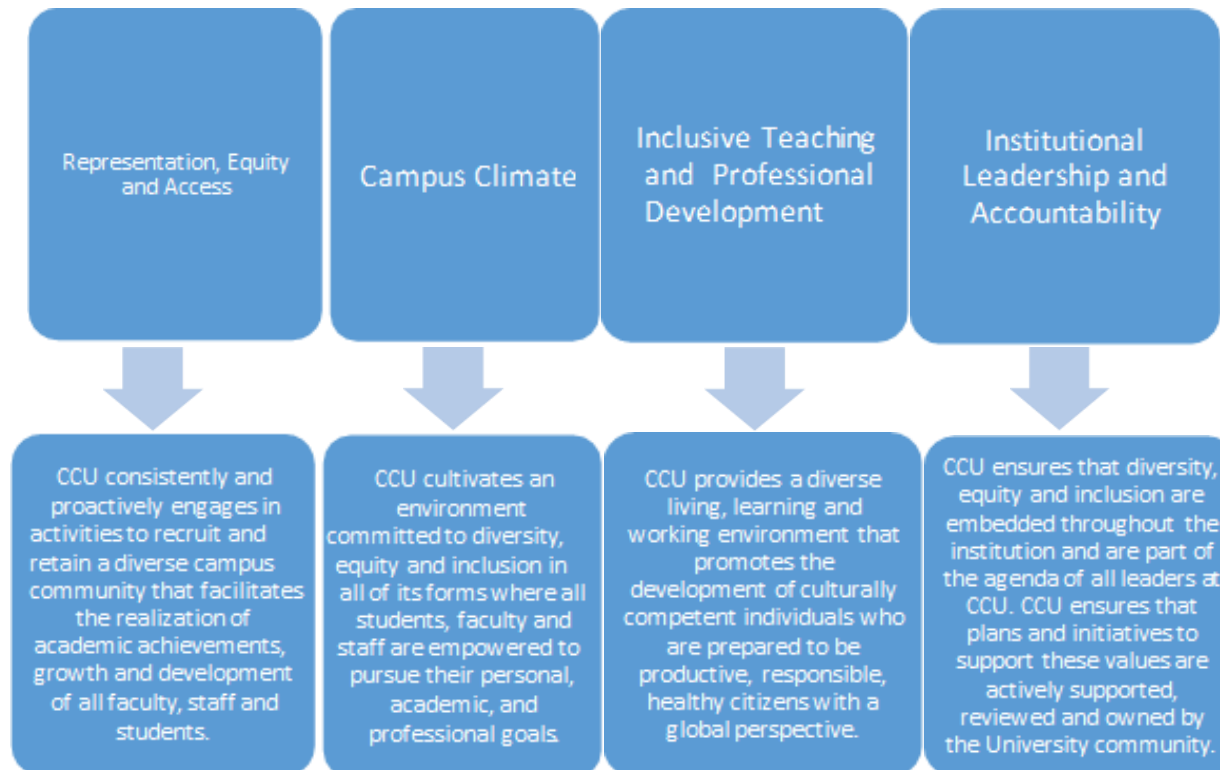 Representation, Equity
and Access
Campus Climate
Inclusive Teaching
and Professional
Development
Institutional
Leadership and
Accountability
CCU consistently and
proactively engages in
activities to recruit and
retain a diverse campus
community that facilitates
the realization of
academic achievements,
growth and development
of all faculty, staff and
students.
CCU cultivates an
environment
committed to diversity,
equity and inclusion in
all of its forms where all
students, faculty and
staff are empowered to
pursue their personal,
academic, and
professional goals.
CCU provides a diverse
living, learning and
working environment that
promotes the
development of culturally
competent individuals who
are prepared to be
productive, responsible,
healthy citizens with a
global perspective.
CCU ensures that diversity,
equity and inclusion are
embedded throughout the
institution and are part of
the agenda of all leaders at
CCU. CCU ensures that
plans and initiatives to
support these values are
actively supported,
reviewed and owned by
the University community.